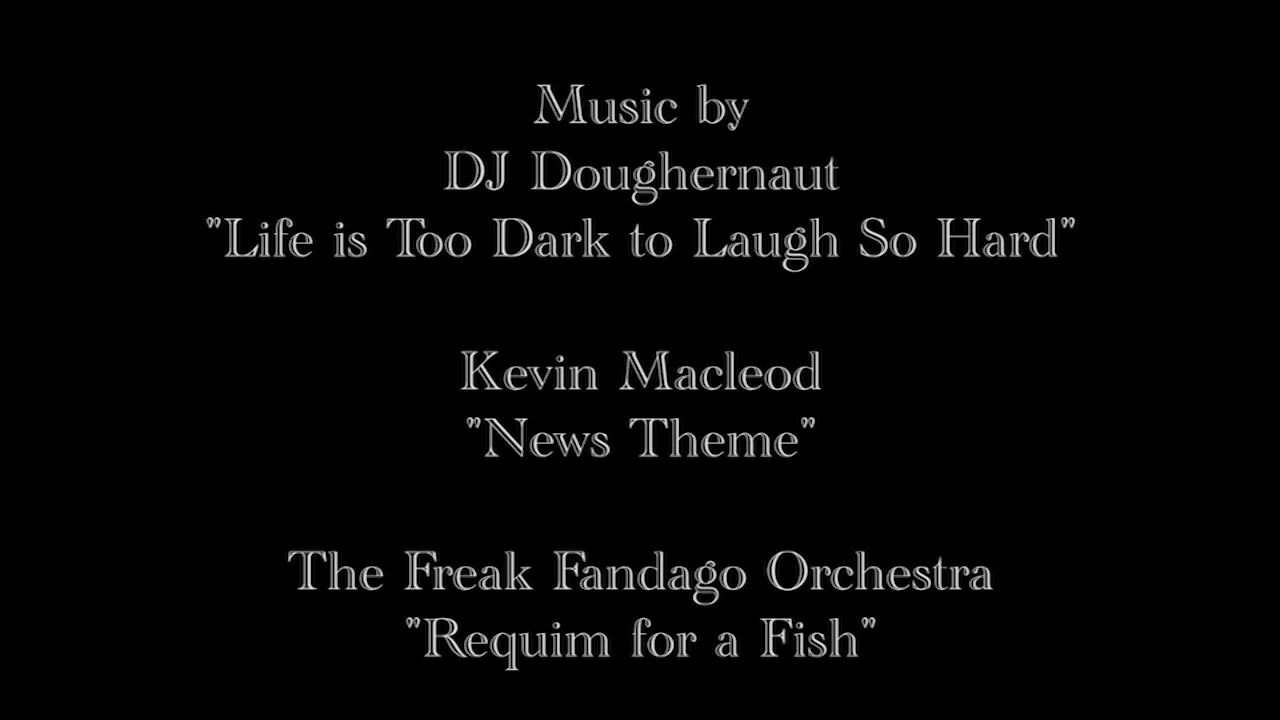 Music by
DJ Doughernaut
"Life is Too Dark to Laugh So Hard"
Kevin Macleod
"News Theme"
The Freak Fandago Orchestra
"Requim for a Fish"